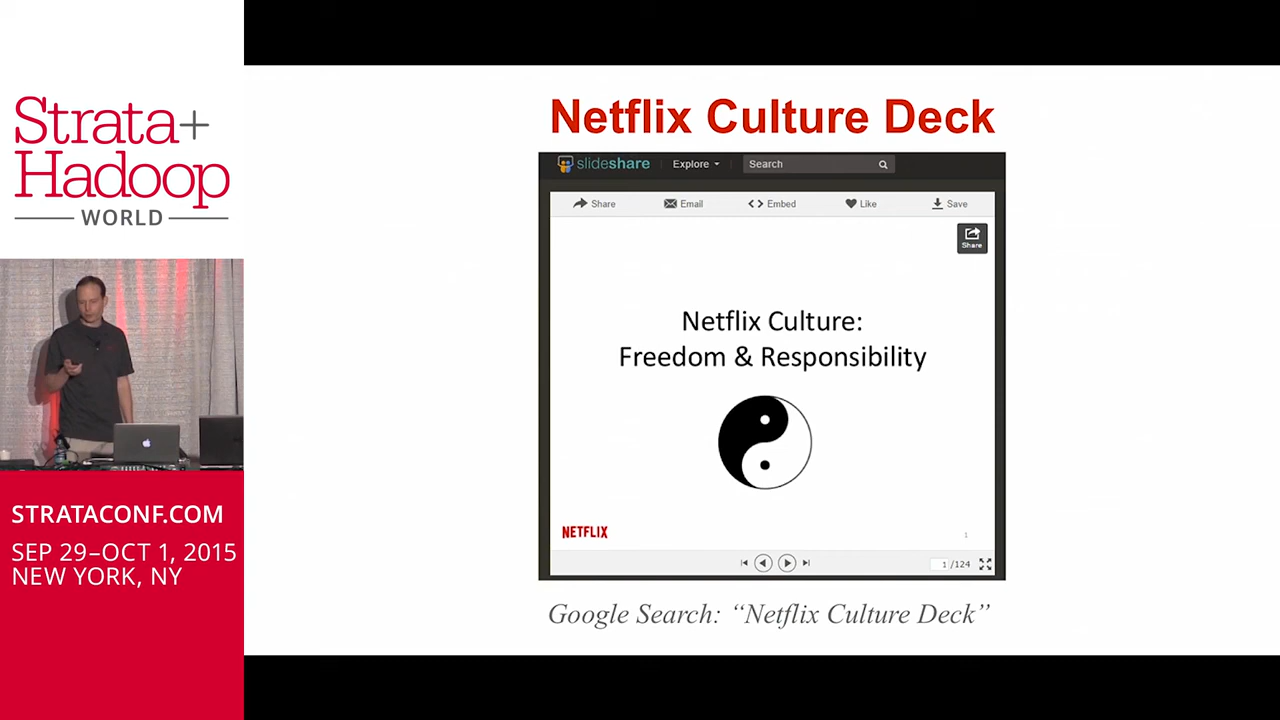 Strata+
Hadoop
WORLD
STRATACONF.COM
SEP 29–OCT 1, 2015
NEW YORK, NY
Netflix Culture Deck
slideshare
Explore
Search
Share
Email
Embed
Like
Save
Share
Netflix Culture:
Freedom & Responsibility
NETFLIX
1
1 /124
Google Search: “Netflix Culture Deck”